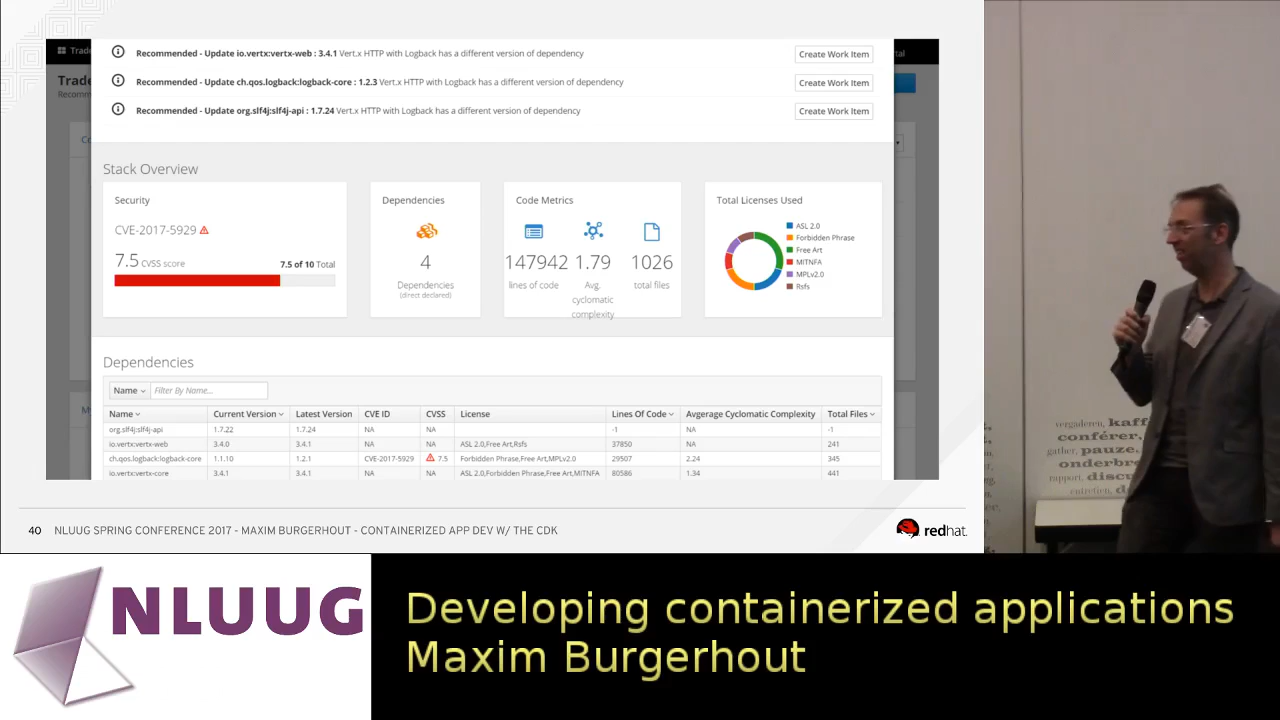 Trade
tal
Recommended - Update io.vertx:vertx-web : 3.4.1 Vert.x HTTP with Logback has a different version of dependency
Create Work Item
Trade
Recomm
Recommended - Update ch.qos.logback:logback-core : 1.2.3 Vert.x HTTP with Logback has a different version of dependency
Create Work Item
Recommended - Update org.slf4j:slf4j-api : 1.7.24 Vert.x HTTP with Logback has a different version of dependency
Create Work Item
Co
Stack Overview
Security
CVE-2017-5929
7.5 CVSS score
7.5 of 10 Total
Dependencies
4
Dependencies
(direct declared)
Code Metrics
147942
lines of code
1.79
Avg.
cyclomatic
complexity
1026
total files
Total Licenses Used
ASL 2.0
Forbidden Phrase
Free Art
MITNFA
MPLv2.0
Rsfs
Dependencies
Name
Filter By Name...
My
Name Current Version Latest Version CVE ID CVSS License Lines Of Code Avgerage Cyclomatic Complexity Total Files
org.slf4j:slf4j-api 1.7.22 1.7.24 NA NA -1 NA -1
io.vertx:vertx-web 3.4.0 3.4.1 NA NA ASL 2.0,Free Art,Rsfs 37850 NA 241
ch.qos.logback:logback-core 1.1.10 1.2.1 CVE-2017-5929 7.5 Forbidden Phrase,Free Art,MPLv2.0 29507 2.24 345
io.vertx:vertx-core 3.4.1 3.4.1 NA NA ASL 2.0,Forbidden Phrase,Free Art,MITNFA 80586 1.34 441
40 NLUUG SPRING CONFERENCE 2017 - MAXIM BURGERHOUT - CONTAINERIZED APP DEV W/ THE CDK
redhat.
vergaderen, kaff
conférer.
gather, pauze.
onderbr
rapport, discu
entretien, d
NLUUG
Developing containerized applications
Maxim Burgerhout